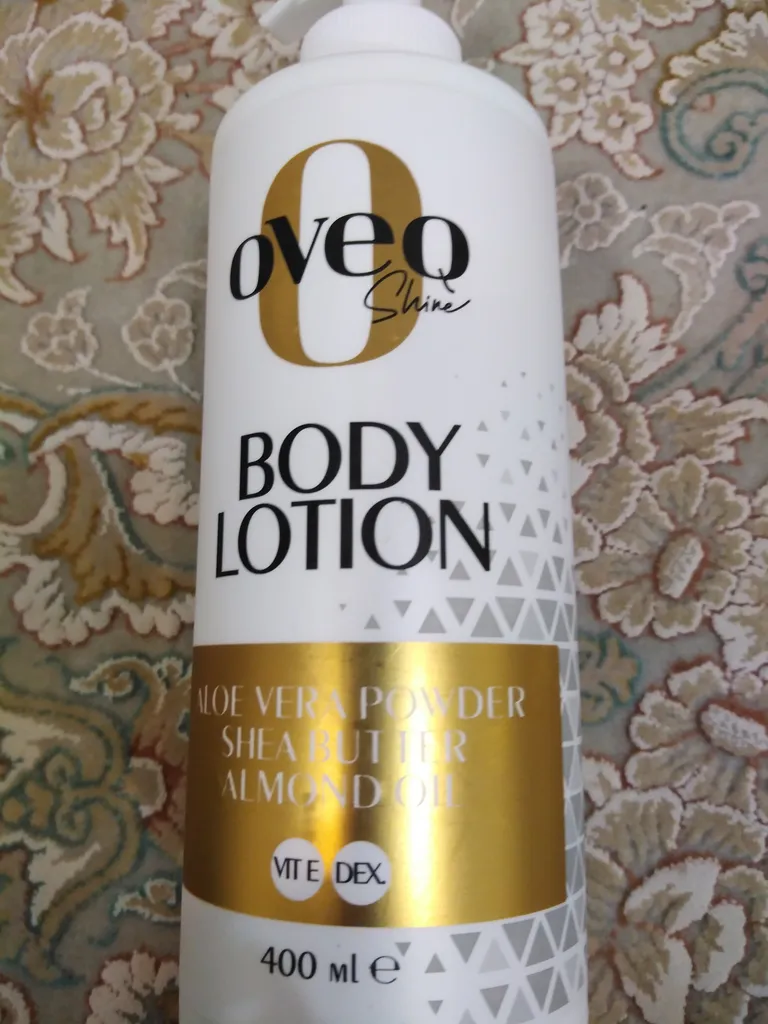 oveQ
Shine
BODY
LOTION
ALOE VERA POWDER
SHEA BUTTER
ALMOND OIL
VIT E DEX.
400 ml e